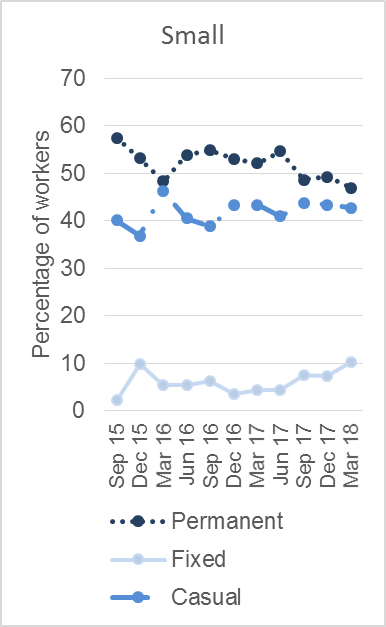 Small
Percentage of workers
70
60
50
40
30
20
10
0
Sep 15
Dec 15
Mar 16
Jun 16
Sep 16
Dec 16
Mar 17
Jun 17
Sep 17
Dec 17
Mar 18
Permanent
Fixed
Casual